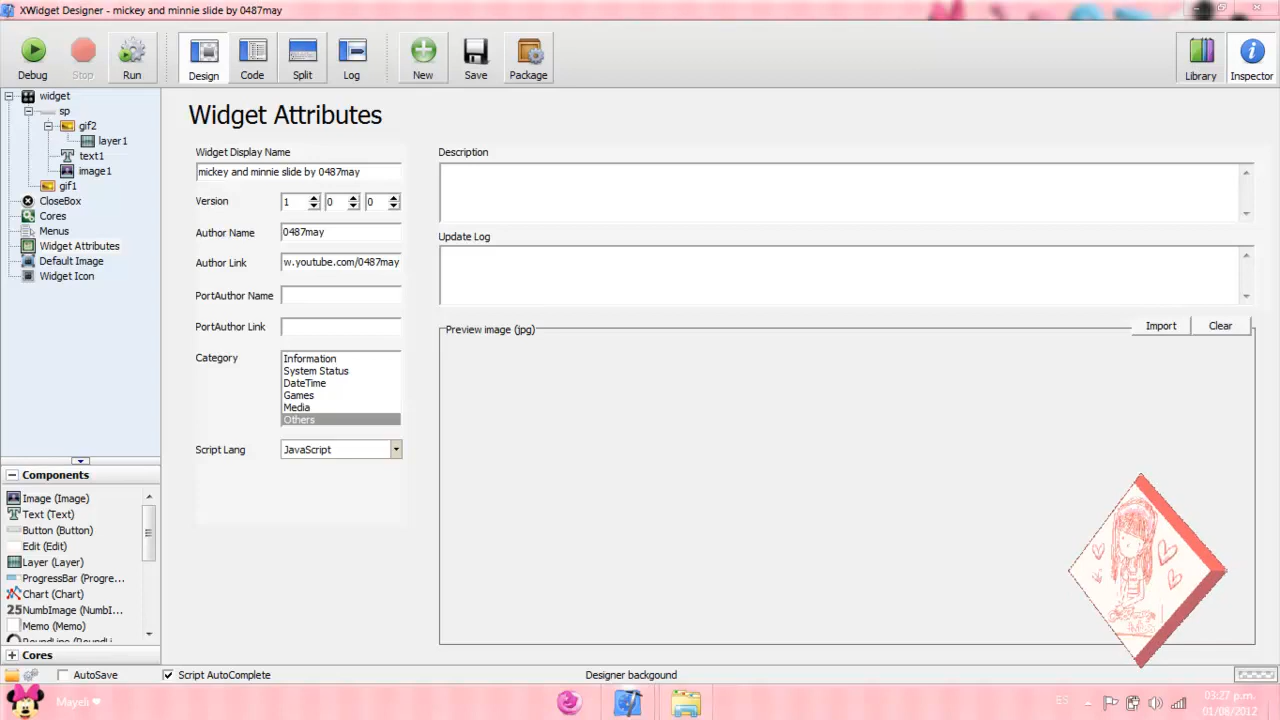 XWidget Designer - mickey and minnie slide by 0487may
Debug
Stop
Run
Design
Code
Split
Log
New
Save
Package
Library
Inspector
widget
sp
gif2
layer1
text1
image1
gif1
CloseBox
Cores
Menus
Widget Attributes
Default Image
Widget Icon
Components
Image (Image)
Text (Text)
Button (Button)
Edit (Edit)
Layer (Layer)
ProgressBar (Progre...
Chart (Chart)
25 NumbImage (NumbI...
Memo (Memo)
RoundLine (RoundLi
Cores
Widget Attributes
Widget Display Name
mickey and minnie slide by 0487may
Version 1 0 0
Author Name 0487may
Author Link w.youtube.com/0487may
PortAuthor Name
PortAuthor Link
Category
Information
System Status
DateTime
Games
Media
Others
Script Lang JavaScript
Description
Update Log
Preview image (jpg)
Import Clear
AutoSave
Script AutoComplete
Designer backgound
Mayeli
ES
03:27 p.m.
01/08/2012